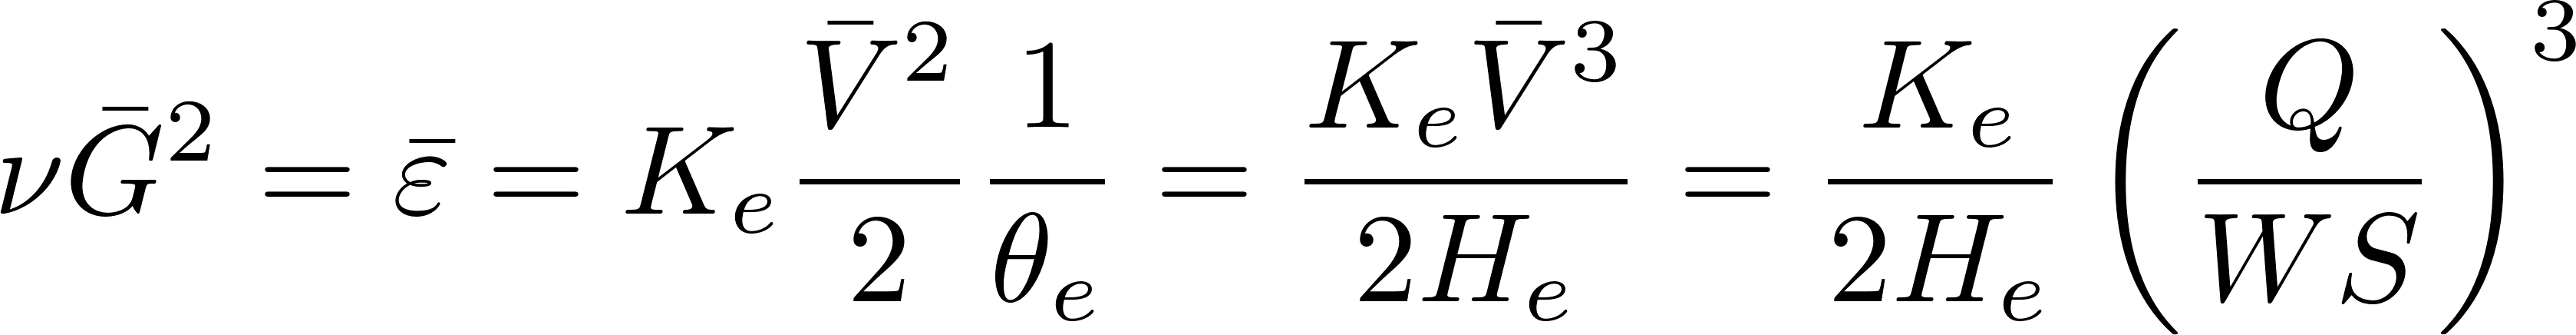 $\nu \bar{G}^2 = \bar{\varepsilon} = K_e \frac{\bar{V}^2}{2} \frac{1}{\theta_e} = \frac{K_e \bar{V}^3}{2H_e} = \frac{K_e}{2H_e} \left( \frac{Q}{WS} \right)^3$